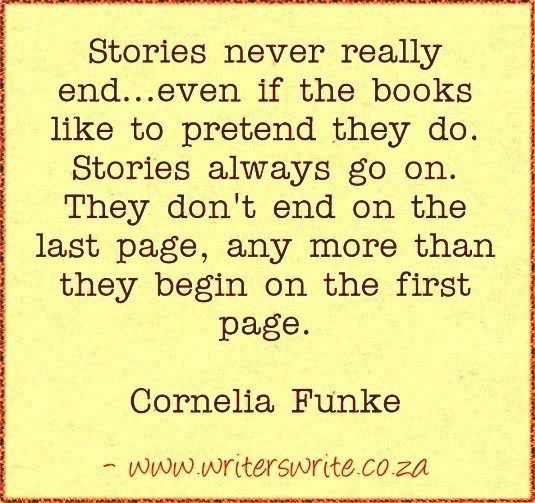 Stories never really
end...even if the books
like to pretend they do.
Stories always go on.
They don't end on the
last page, any more than
they begin on the first
page.
Cornelia Funke
- www.writerswrite.co.za